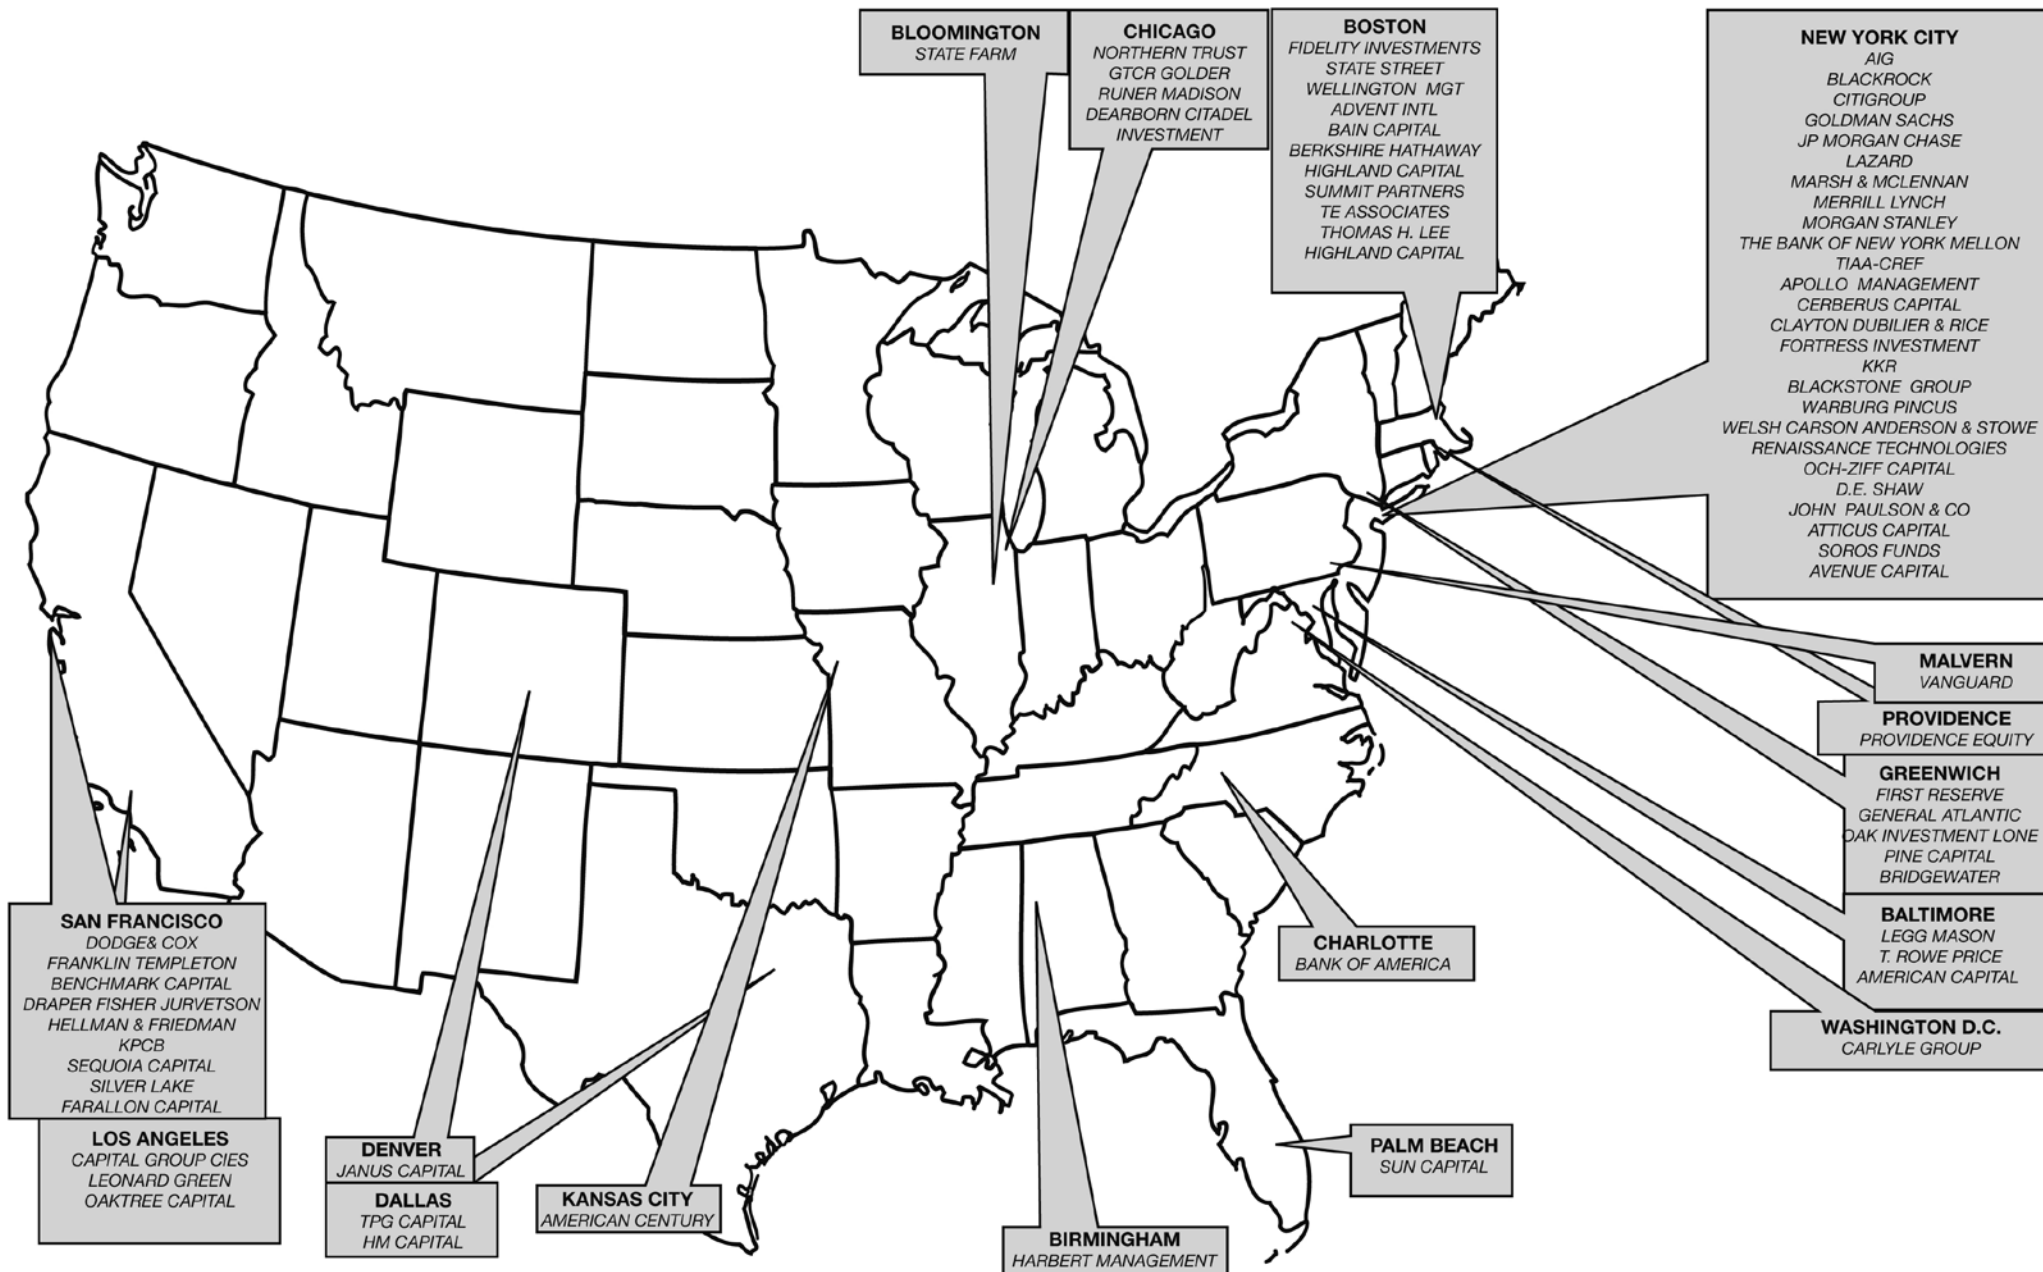 BLOOMINGTON
STATE FARM
CHICAGO
NORTHERN TRUST
GTCR GOLDER
RUNER MADISON
DEARBORN CITADEL
INVESTMENT
BOSTON
FIDELITY INVESTMENTS
STATE STREET
WELLINGTON MGT
ADVENT INTL
BAIN CAPITAL
BERKSHIRE HATHAWAY
HIGHLAND CAPITAL
SUMMIT PARTNERS
TE ASSOCIATES
THOMAS H. LEE
HIGHLAND CAPITAL
NEW YORK CITY
AIG
BLACKROCK
CITIGROUP
GOLDMAN SACHS
JP MORGAN CHASE
LAZARD
MARSH & MCLENNAN
MERRILL LYNCH
MORGAN STANLEY
THE BANK OF NEW YORK MELLON
TIAA-CREF
APOLLO MANAGEMENT
CERBERUS CAPITAL
CLAYTON DUBILIER & RICE
FORTRESS INVESTMENT
KKR
BLACKSTONE GROUP
WARBURG PINCUS
WELSH CARSON ANDERSON & STOWE
RENAISSANCE TECHNOLOGIES
OCH-ZIFF CAPITAL
D.E. SHAW
JOHN PAULSON & CO
ATTICUS CAPITAL
SOROS FUNDS
AVENUE CAPITAL
MALVERN
VANGUARD
PROVIDENCE
PROVIDENCE EQUITY
GREENWICH
FIRST RESERVE
GENERAL ATLANTIC
OAK INVESTMENT LONE
PINE CAPITAL
BRIDGEWATER
BALTIMORE
LEGG MASON
T. ROWE PRICE
AMERICAN CAPITAL
WASHINGTON D.C.
CARLYLE GROUP
CHARLOTTE
BANK OF AMERICA
PALM BEACH
SUN CAPITAL
BIRMINGHAM
HARBERT MANAGEMENT
KANSAS CITY
AMERICAN CENTURY
DENVER
JANUS CAPITAL
DALLAS
TPG CAPITAL
HM CAPITAL
SAN FRANCISCO
DODGE& COX
FRANKLIN TEMPLETON
BENCHMARK CAPITAL
DRAPER FISHER JURVETSON
HELLMAN & FRIEDMAN
KPCB
SEQUOIA CAPITAL
SILVER LAKE
FARALLON CAPITAL
LOS ANGELES
CAPITAL GROUP CIES
LEONARD GREEN
OAKTREE CAPITAL